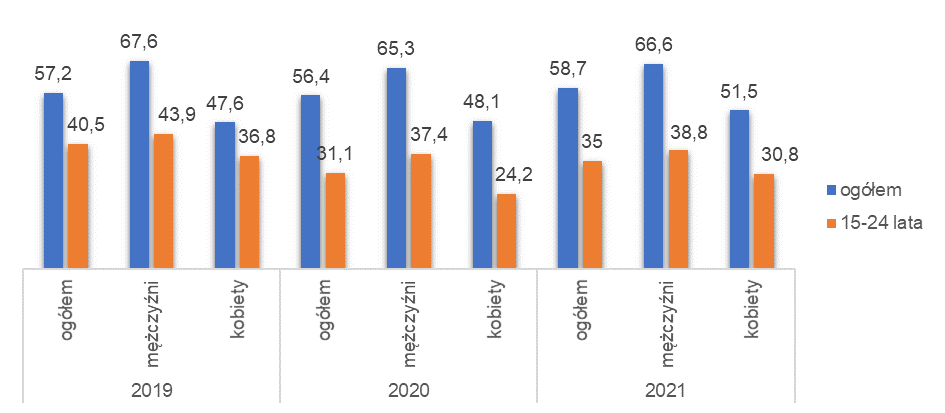 67,6
65,3
66,6
57,2
56,4
58,7
47,6
48,1
51,5
40,5
43,9
36,8
31,1
37,4
24,2
35
38,8
30,8
ogółem
15-24 lata
ogółem
mężczyźni
kobiety
ogółem
mężczyźni
kobiety
ogółem
mężczyźni
kobiety
2019
2020
2021